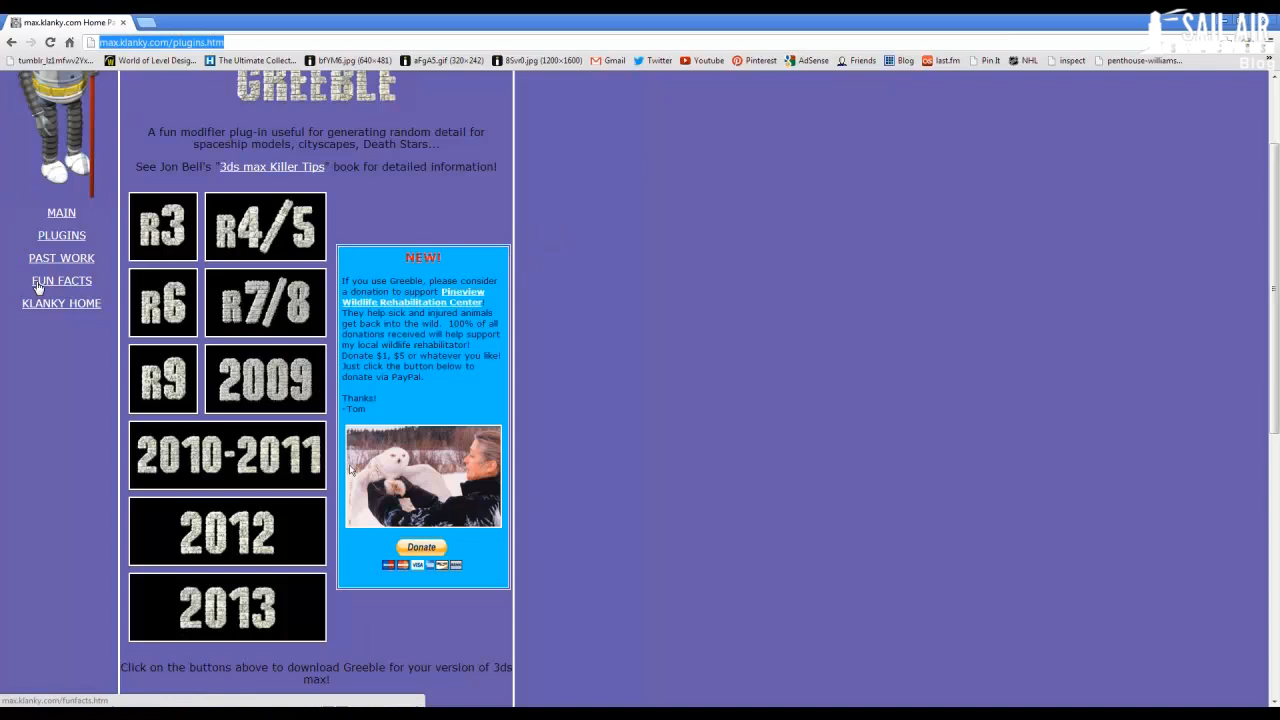 max.klanky.com Home Pa
max.klanky.com/plugins.htm
tumblr_lz1mfwv2Yx...
World of Level Desig...
The Ultimate Collect...
bfYM6.jpg (640×481)
aFgA5.gif (320×242)
8Svr0.jpg (1200×1600)
Gmail
Twitter
Youtube
Pinterest
AdSense
Friends
Blog
last.fm
Pin It
NHL
inspect
penthouse-williams...
SAIL AIR
Blog
GREEBLE
A fun modifier plug-in useful for generating random detail for
spaceship models, cityscapes, Death Stars...
See Jon Bell's "3ds max Killer Tips" book for detailed information!
MAIN
PLUGINS
PAST WORK
FUN FACTS
KLANKY HOME
R3
R4/5
R6
R7/8
R9
2009
2010-2011
2012
2013
NEW!
If you use Greeble, please consider
a donation to support Pineview
Wildlife Rehabilitation Center!
They help sick and injured animals
get back into the wild. 100% of all
donations received will help support
my local wildlife rehabilitator!
Donate $1, $5 or whatever you like!
Just click the button below to
donate via PayPal.
Thanks!
-Tom
Donate
VISA
Click on the buttons above to download Greeble for your version of 3ds
max!
max.klanky.com/funfacts.htm